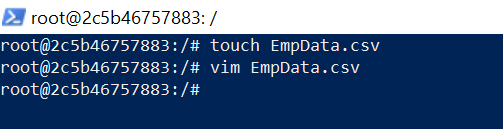 root@2c5b46757883: /
root@2c5b46757883:/# touch EmpData.csv
root@2c5b46757883:/# vim EmpData.csv
root@2c5b46757883:/#